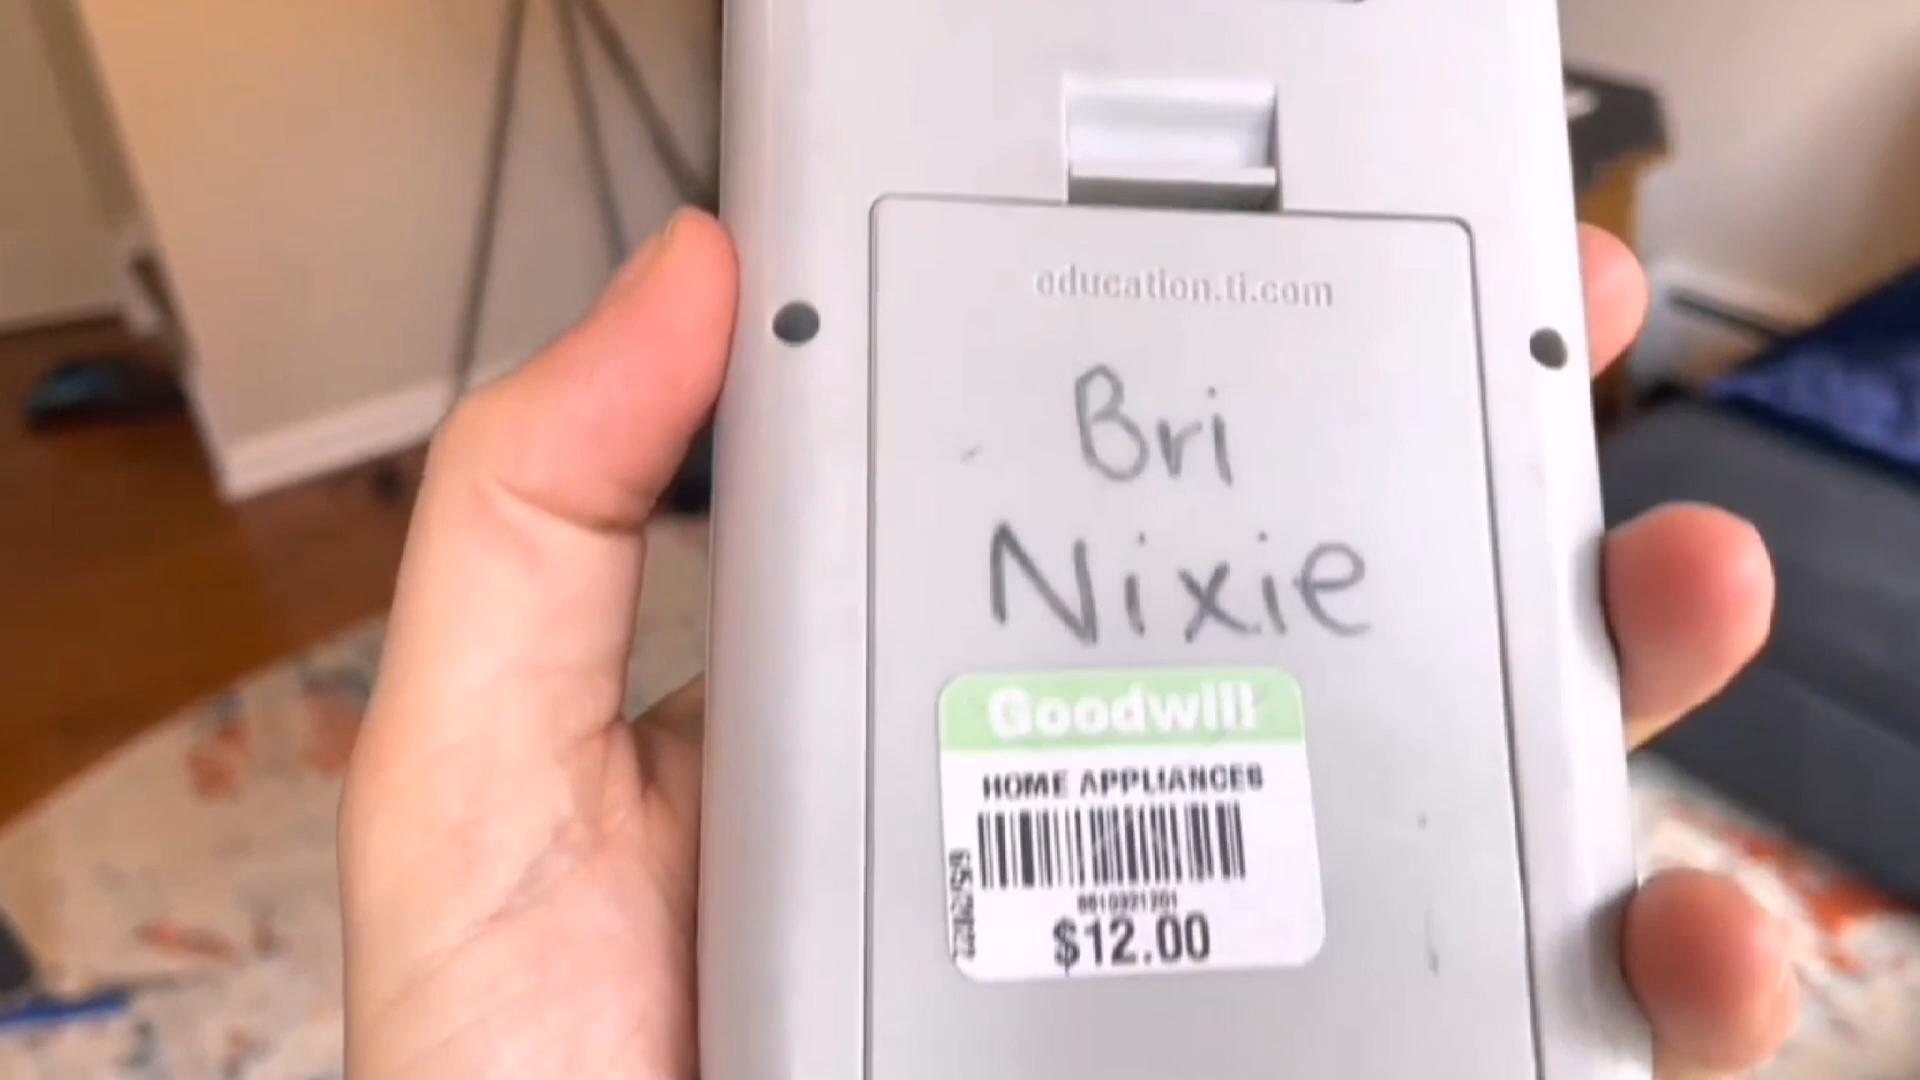 education.ti.com
Bri
Nixie
Goodwill
HOME APPLIANCES
$12.00